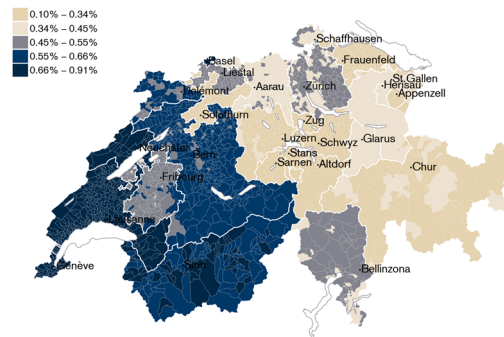 0.10% – 0.34%
0.34% – 0.45%
0.45% – 0.55%
0.55% – 0.66%
0.66% – 0.91%
Schaffhausen
Basel
Liestal
Frauenfeld
Delémont
Aarau
Zürich
St.Gallen
Herisau
Appenzell
Solothurn
Zug
Neuchâtel
Bern
Luzern
Schwyz
Glarus
Stans
Sarnen
Altdorf
Chur
Fribourg
Lausanne
Genève
Sion
Bellinzona